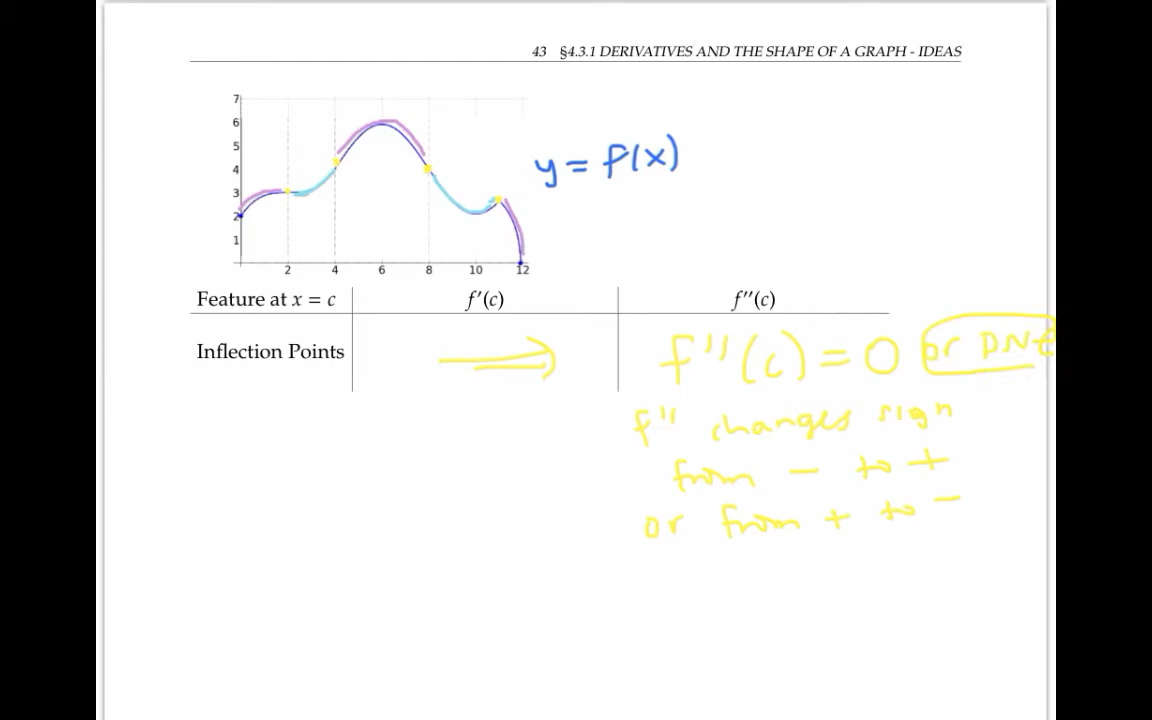 43 §4.3.1 DERIVATIVES AND THE SHAPE OF A GRAPH - IDEAS
7
6
5
4
3
2
1
2 4 6 8 10 12
y = f(x)
Feature at x = c f′(c) f′′(c)
Inflection Points ⟹ f''(c) = 0 or DNE
f'' changes sign
from - to +
or from + to -